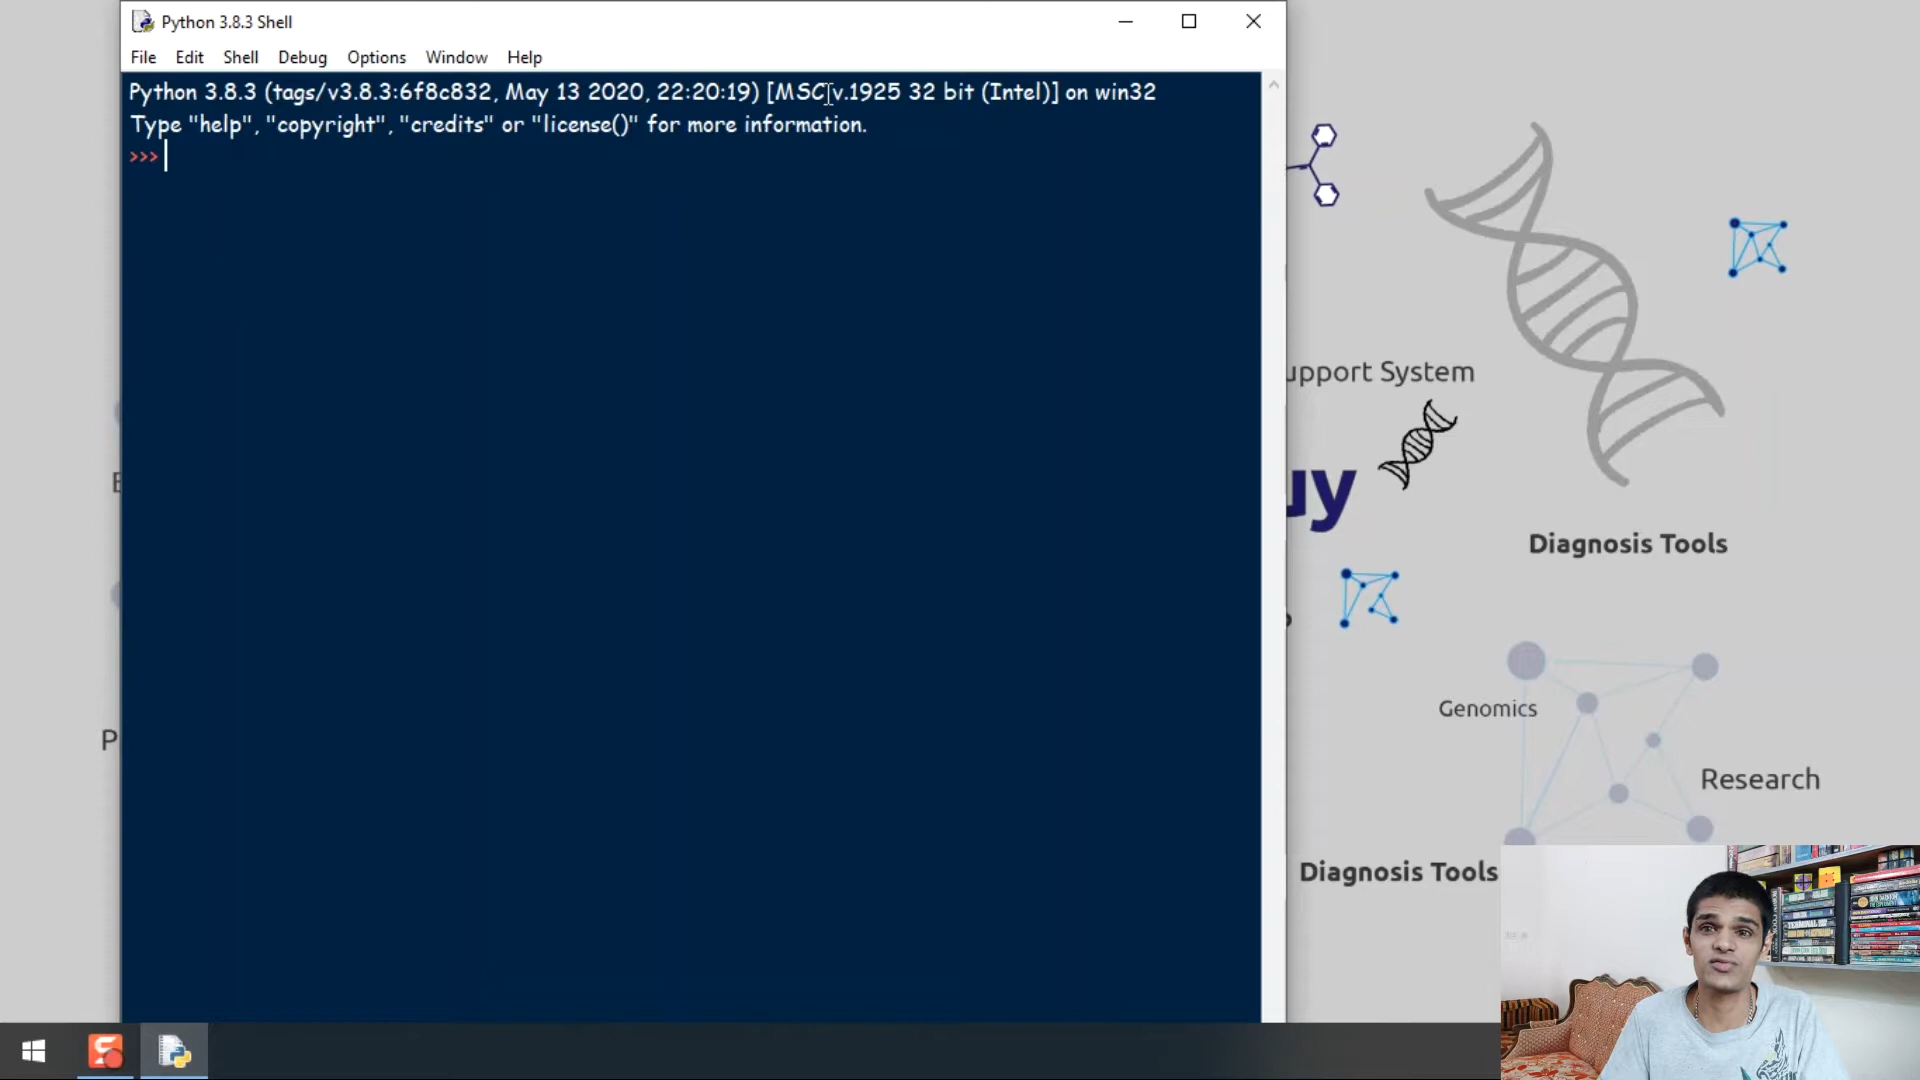 Python 3.8.3 Shell
File Edit Shell Debug Options Window Help
Python 3.8.3 (tags/v3.8.3:6f8c832, May 13 2020, 22:20:19) [MSC v.1925 32 bit (Intel)] on win32
Type "help", "copyright", "credits" or "license()" for more information.
>>>
upport System
uy
Diagnosis Tools
Genomics
P
Research
Diagnosis Tools